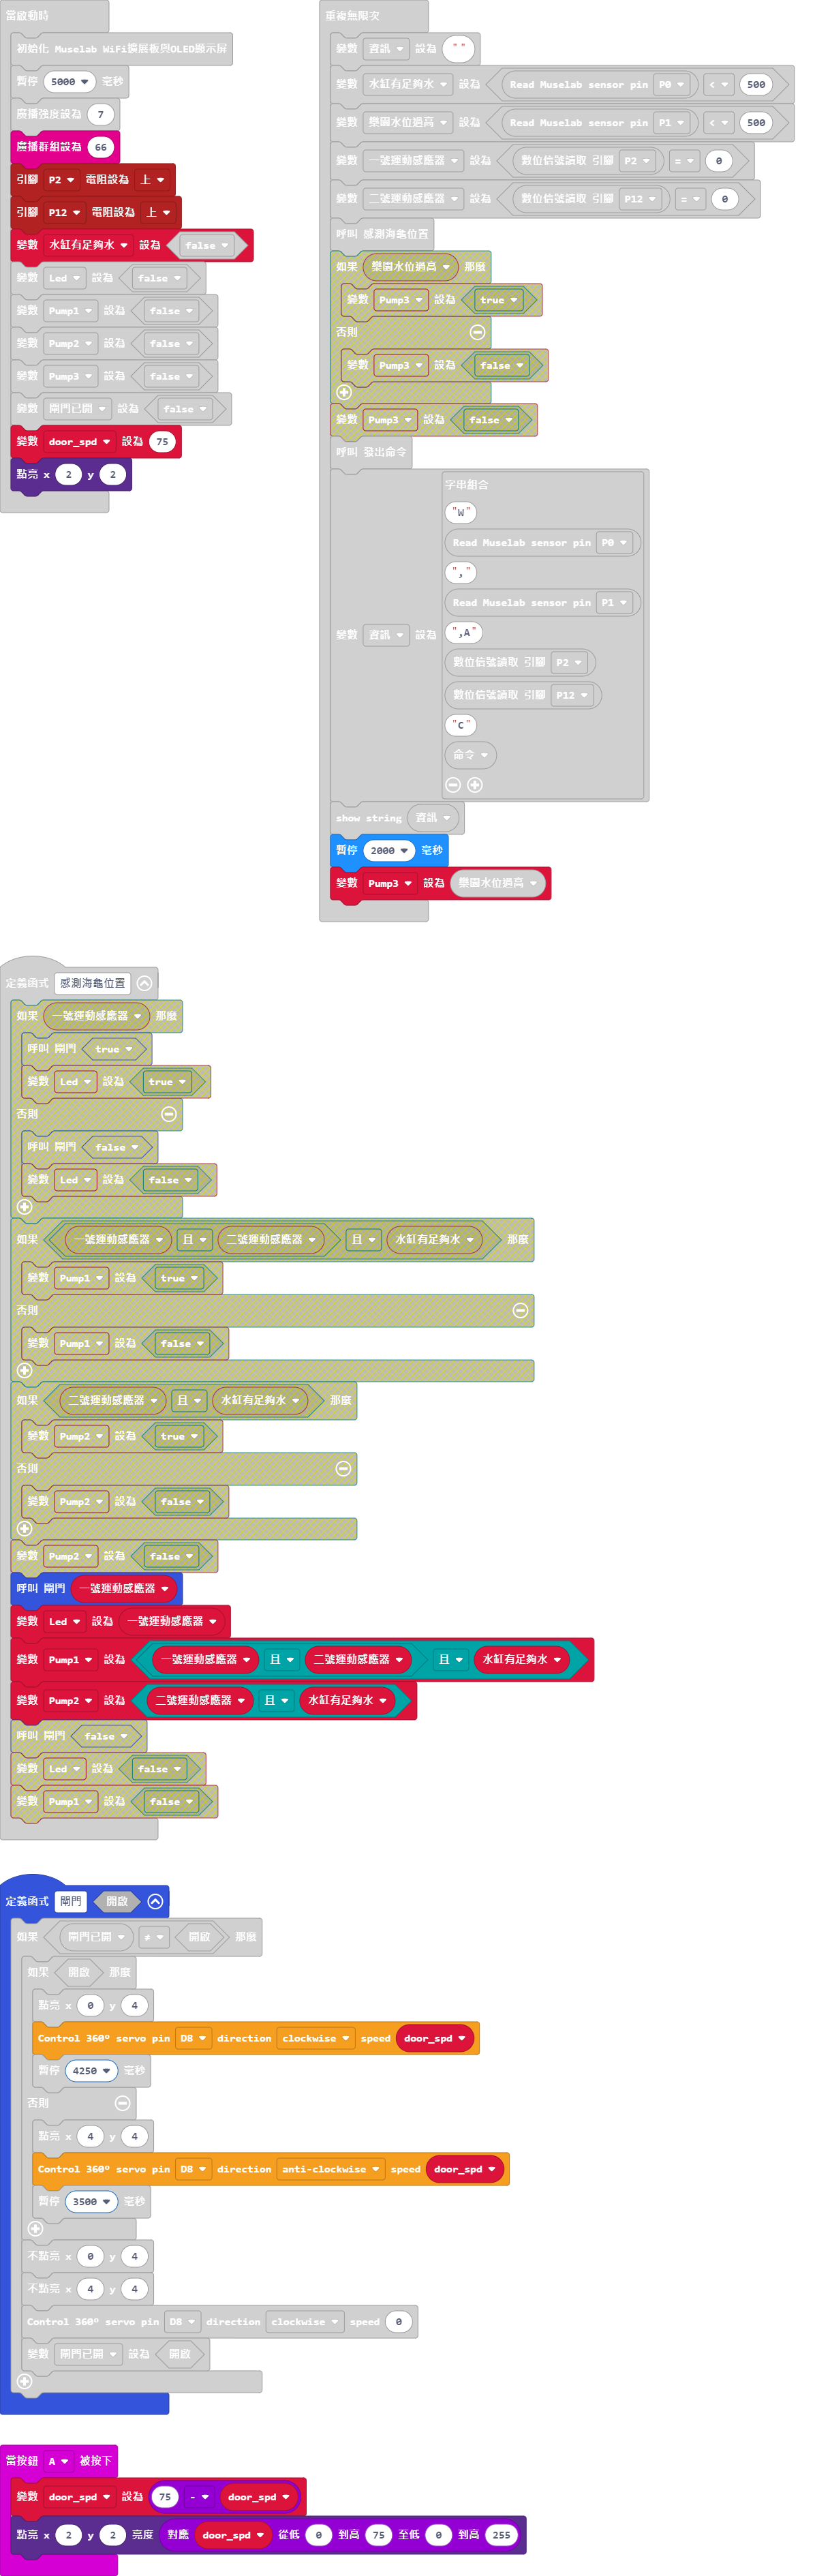 當啟動時
初始化 Muselab WiFi擴展板與OLED顯示屏
暫停 5000 毫秒
廣播強度設為 7
廣播群組設為 66
引腳 P2 電阻設為 上
引腳 P12 電阻設為 上
變數 水缸有足夠水 設為 false
變數 Led 設為 false
變數 Pump1 設為 false
變數 Pump2 設為 false
變數 Pump3 設為 false
變數 閘門已開 設為 false
變數 door_spd 設為 75
點亮 x 2 y 2
重複無限次
變數 資訊 設為 ""
變數 水缸有足夠水 設為 Read Muselab sensor pin P0 < 500
變數 壆圍水位過高 設為 Read Muselab sensor pin P1 < 500
變數 一號運動感應器 設為 數位信號讀取 引腳 P2 = 0
變數 二號運動感應器 設為 數位信號讀取 引腳 P12 = 0
呼叫 感測海龜位置
如果 壆圍水位過高 那麼
變數 Pump3 設為 true
否則
變數 Pump3 設為 false
變數 Pump3 設為 false
呼叫 發出命令
變數 資訊 設為 字串組合
"W"
Read Muselab sensor pin P0
","
Read Muselab sensor pin P1
",A"
數位信號讀取 引腳 P2
數位信號讀取 引腳 P12
"C"
命令
show string 資訊
暫停 2000 毫秒
變數 Pump3 設為 壆圍水位過高
定義函式 感測海龜位置
如果 一號運動感應器 那麼
呼叫 閘門 true
變數 Led 設為 true
否則
呼叫 閘門 false
變數 Led 設為 false
如果 一號運動感應器 且 二號運動感應器 且 水缸有足夠水 那麼
變數 Pump1 設為 true
否則
變數 Pump1 設為 false
如果 二號運動感應器 且 水缸有足夠水 那麼
變數 Pump2 設為 true
否則
變數 Pump2 設為 false
變數 Pump2 設為 false
呼叫 閘門 一號運動感應器
變數 Led 設為 一號運動感應器
變數 Pump1 設為 一號運動感應器 且 二號運動感應器 且 水缸有足夠水
變數 Pump2 設為 二號運動感應器 且 水缸有足夠水
呼叫 閘門 false
變數 Led 設為 false
變數 Pump1 設為 false
定義函式 閘門 開啟
如果 閘門已開 ≠ 開啟 那麼
如果 開啟 那麼
點亮 x 0 y 4
Control 360° servo pin D8 direction clockwise speed door_spd
暫停 4250 毫秒
否則
點亮 x 4 y 4
Control 360° servo pin D8 direction anti-clockwise speed door_spd
暫停 3500 毫秒
不點亮 x 0 y 4
不點亮 x 4 y 4
Control 360° servo pin D8 direction clockwise speed 0
變數 閘門已開 設為 開啟
當按鈕 A 被按下
變數 door_spd 設為 75 - door_spd
點亮 x 2 y 2 亮度 對應 door_spd 從低 0 到高 75 至低 0 到高 255